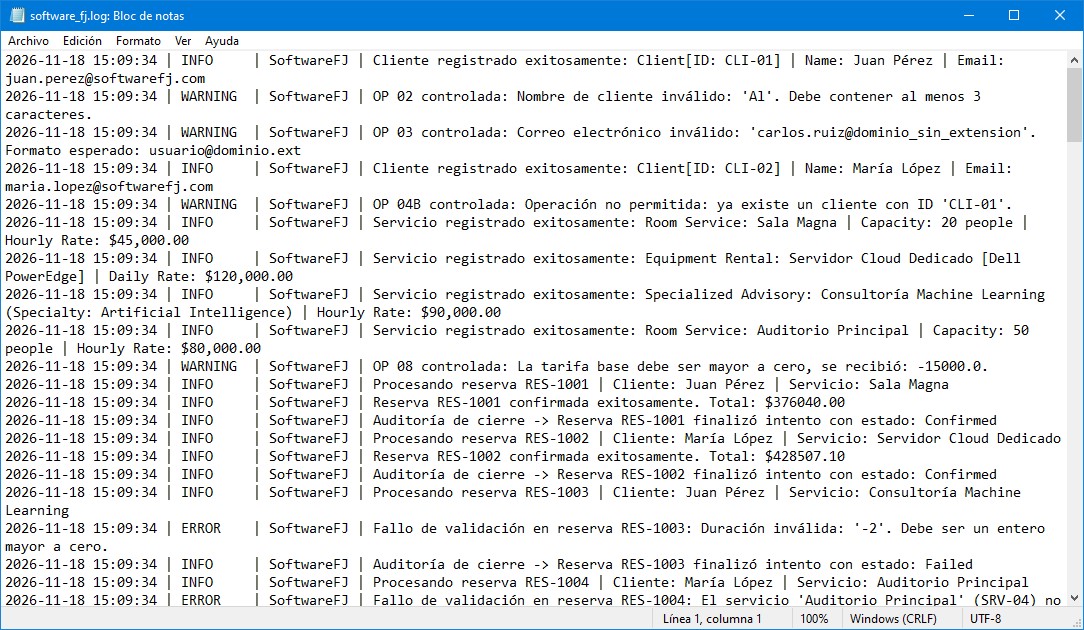 software_fj.log: Bloc de notas
Archivo Edición Formato Ver Ayuda
2026-11-18 15:09:34 | INFO | SoftwareFJ | Cliente registrado exitosamente: Client[ID: CLI-01] | Name: Juan Pérez | Email:
juan.perez@softwarefj.com
2026-11-18 15:09:34 | WARNING | SoftwareFJ | OP 02 controlada: Nombre de cliente inválido: 'Al'. Debe contener al menos 3
caracteres.
2026-11-18 15:09:34 | WARNING | SoftwareFJ | OP 03 controlada: Correo electrónico inválido: 'carlos.ruiz@dominio_sin_extension'.
Formato esperado: usuario@dominio.ext
2026-11-18 15:09:34 | INFO | SoftwareFJ | Cliente registrado exitosamente: Client[ID: CLI-02] | Name: María López | Email:
maria.lopez@softwarefj.com
2026-11-18 15:09:34 | WARNING | SoftwareFJ | OP 04B controlada: Operación no permitida: ya existe un cliente con ID 'CLI-01'.
2026-11-18 15:09:34 | INFO | SoftwareFJ | Servicio registrado exitosamente: Room Service: Sala Magna | Capacity: 20 people |
Hourly Rate: $45,000.00
2026-11-18 15:09:34 | INFO | SoftwareFJ | Servicio registrado exitosamente: Equipment Rental: Servidor Cloud Dedicado [Dell
PowerEdge] | Daily Rate: $120,000.00
2026-11-18 15:09:34 | INFO | SoftwareFJ | Servicio registrado exitosamente: Specialized Advisory: Consultoría Machine Learning
(Specialty: Artificial Intelligence) | Hourly Rate: $90,000.00
2026-11-18 15:09:34 | INFO | SoftwareFJ | Servicio registrado exitosamente: Room Service: Auditorio Principal | Capacity: 50
people | Hourly Rate: $80,000.00
2026-11-18 15:09:34 | WARNING | SoftwareFJ | OP 08 controlada: La tarifa base debe ser mayor a cero, se recibió: -15000.0.
2026-11-18 15:09:34 | INFO | SoftwareFJ | Procesando reserva RES-1001 | Cliente: Juan Pérez | Servicio: Sala Magna
2026-11-18 15:09:34 | INFO | SoftwareFJ | Reserva RES-1001 confirmada exitosamente. Total: $376040.00
2026-11-18 15:09:34 | INFO | SoftwareFJ | Auditoría de cierre -> Reserva RES-1001 finalizó intento con estado: Confirmed
2026-11-18 15:09:34 | INFO | SoftwareFJ | Procesando reserva RES-1002 | Cliente: María López | Servicio: Servidor Cloud Dedicado
2026-11-18 15:09:34 | INFO | SoftwareFJ | Reserva RES-1002 confirmada exitosamente. Total: $428507.10
2026-11-18 15:09:34 | INFO | SoftwareFJ | Auditoría de cierre -> Reserva RES-1002 finalizó intento con estado: Confirmed
2026-11-18 15:09:34 | INFO | SoftwareFJ | Procesando reserva RES-1003 | Cliente: Juan Pérez | Servicio: Consultoría Machine
Learning
2026-11-18 15:09:34 | ERROR | SoftwareFJ | Fallo de validación en reserva RES-1003: Duración inválida: '-2'. Debe ser un entero
mayor a cero.
2026-11-18 15:09:34 | INFO | SoftwareFJ | Auditoría de cierre -> Reserva RES-1003 finalizó intento con estado: Failed
2026-11-18 15:09:34 | INFO | SoftwareFJ | Procesando reserva RES-1004 | Cliente: María López | Servicio: Auditorio Principal
2026-11-18 15:09:34 | ERROR | SoftwareFJ | Fallo de validación en reserva RES-1004: El servicio 'Auditorio Principal' (SRV-04) no
Línea 1, columna 1 100% Windows (CRLF) UTF-8